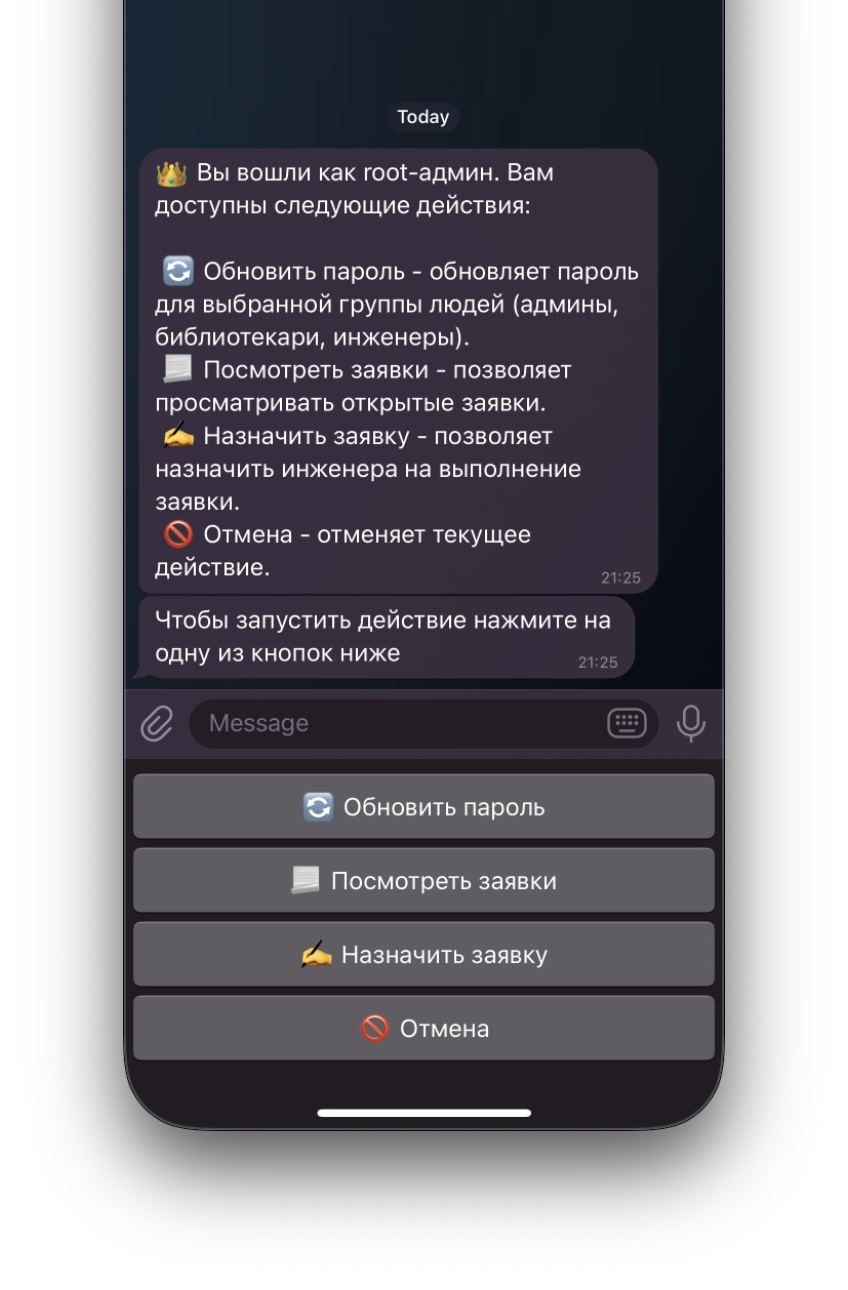 Today
👑 Вы вошли как root-админ. Вам
доступны следующие действия:
🔄 Обновить пароль - обновляет пароль
для выбранной группы людей (админы,
библиотекари, инженеры).
📃 Посмотреть заявки - позволяет
просматривать открытые заявки.
✍️ Назначить заявку - позволяет
назначить инженера на выполнение
заявки.
🚫 Отмена - отменяет текущее
действие.
21:25
Чтобы запустить действие нажмите на
одну из кнопок ниже
21:25
Message
🔄 Обновить пароль
📃 Посмотреть заявки
✍️ Назначить заявку
🚫 Отмена